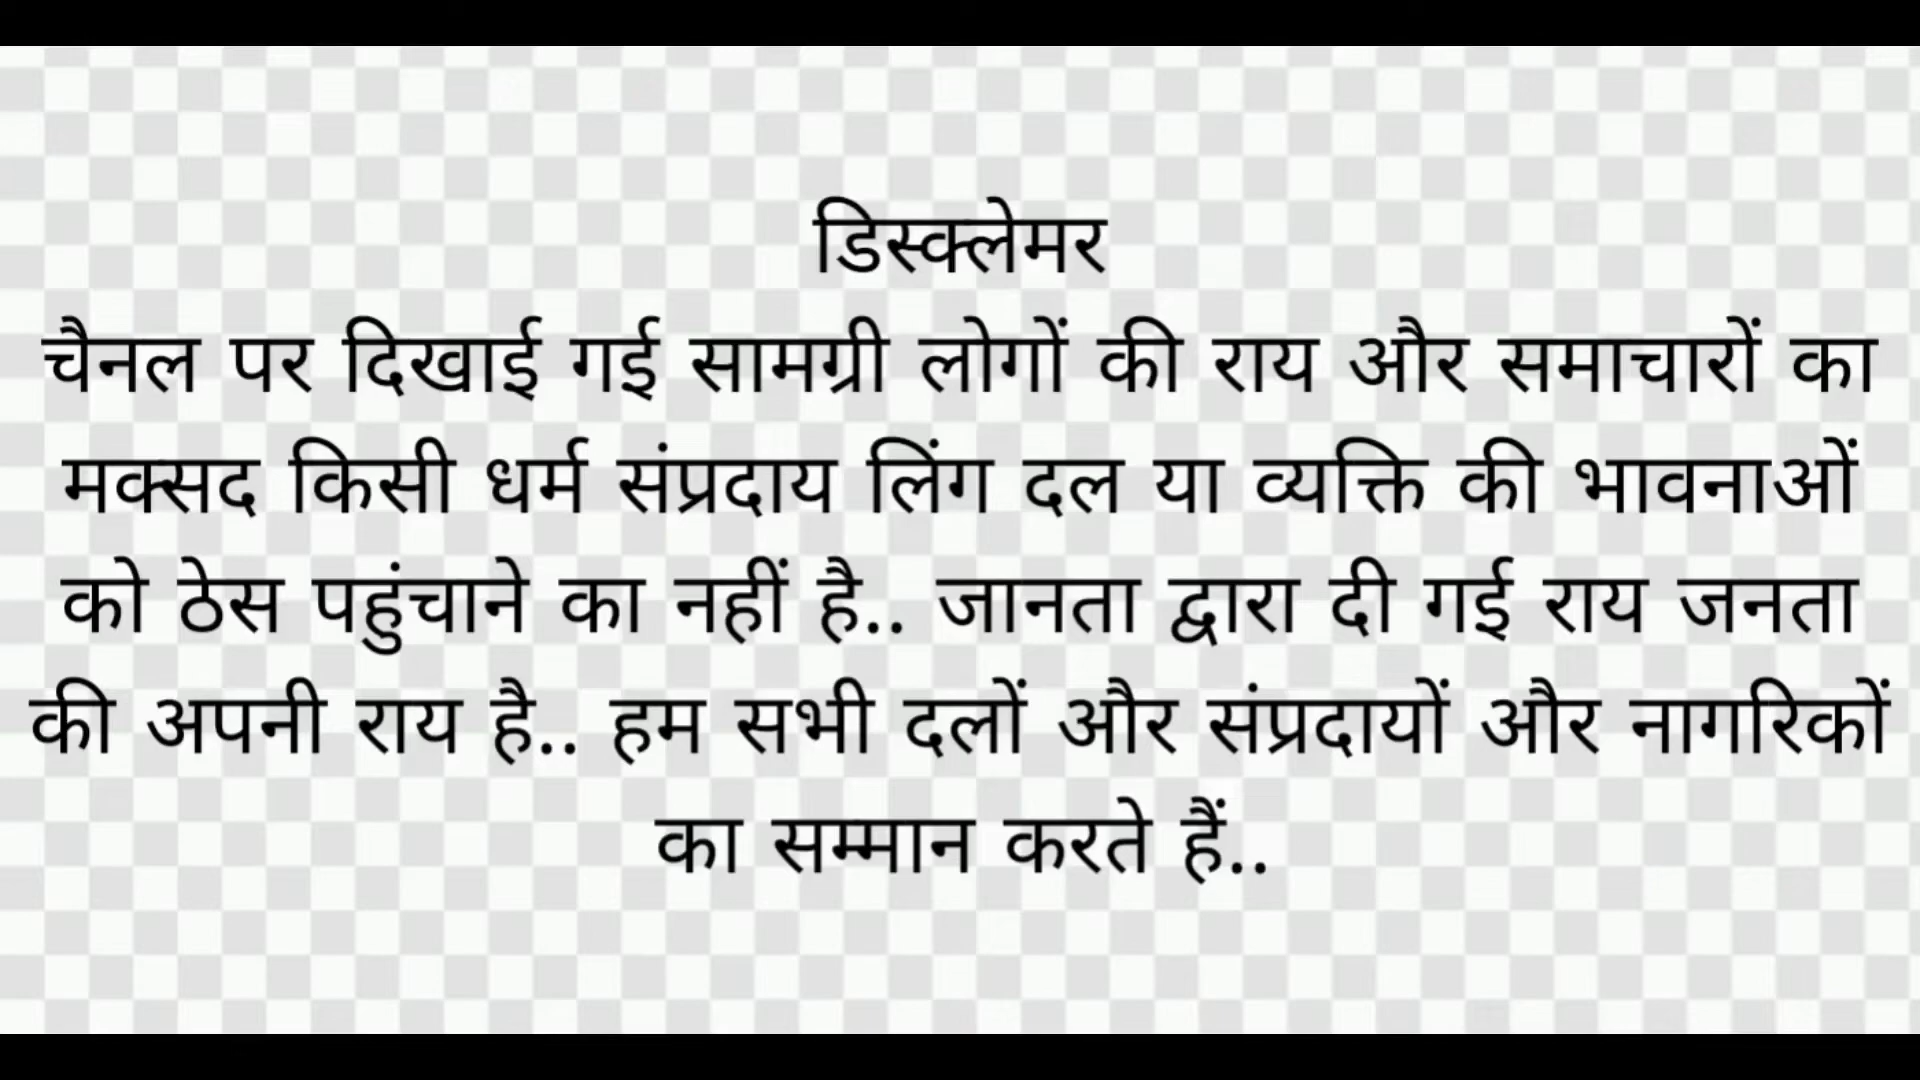 डिस्क्लेमर
चैनल पर दिखाई गई सामग्री लोगों की राय और समाचारों का
मक्सद किसी धर्म संप्रदाय लिंग दल या व्यक्ति की भावनाओं
को ठेस पहुंचाने का नहीं है.. जानता द्वारा दी गई राय जनता
की अपनी राय है.. हम सभी दलों और संप्रदायों और नागरिकों
का सम्मान करते हैं..